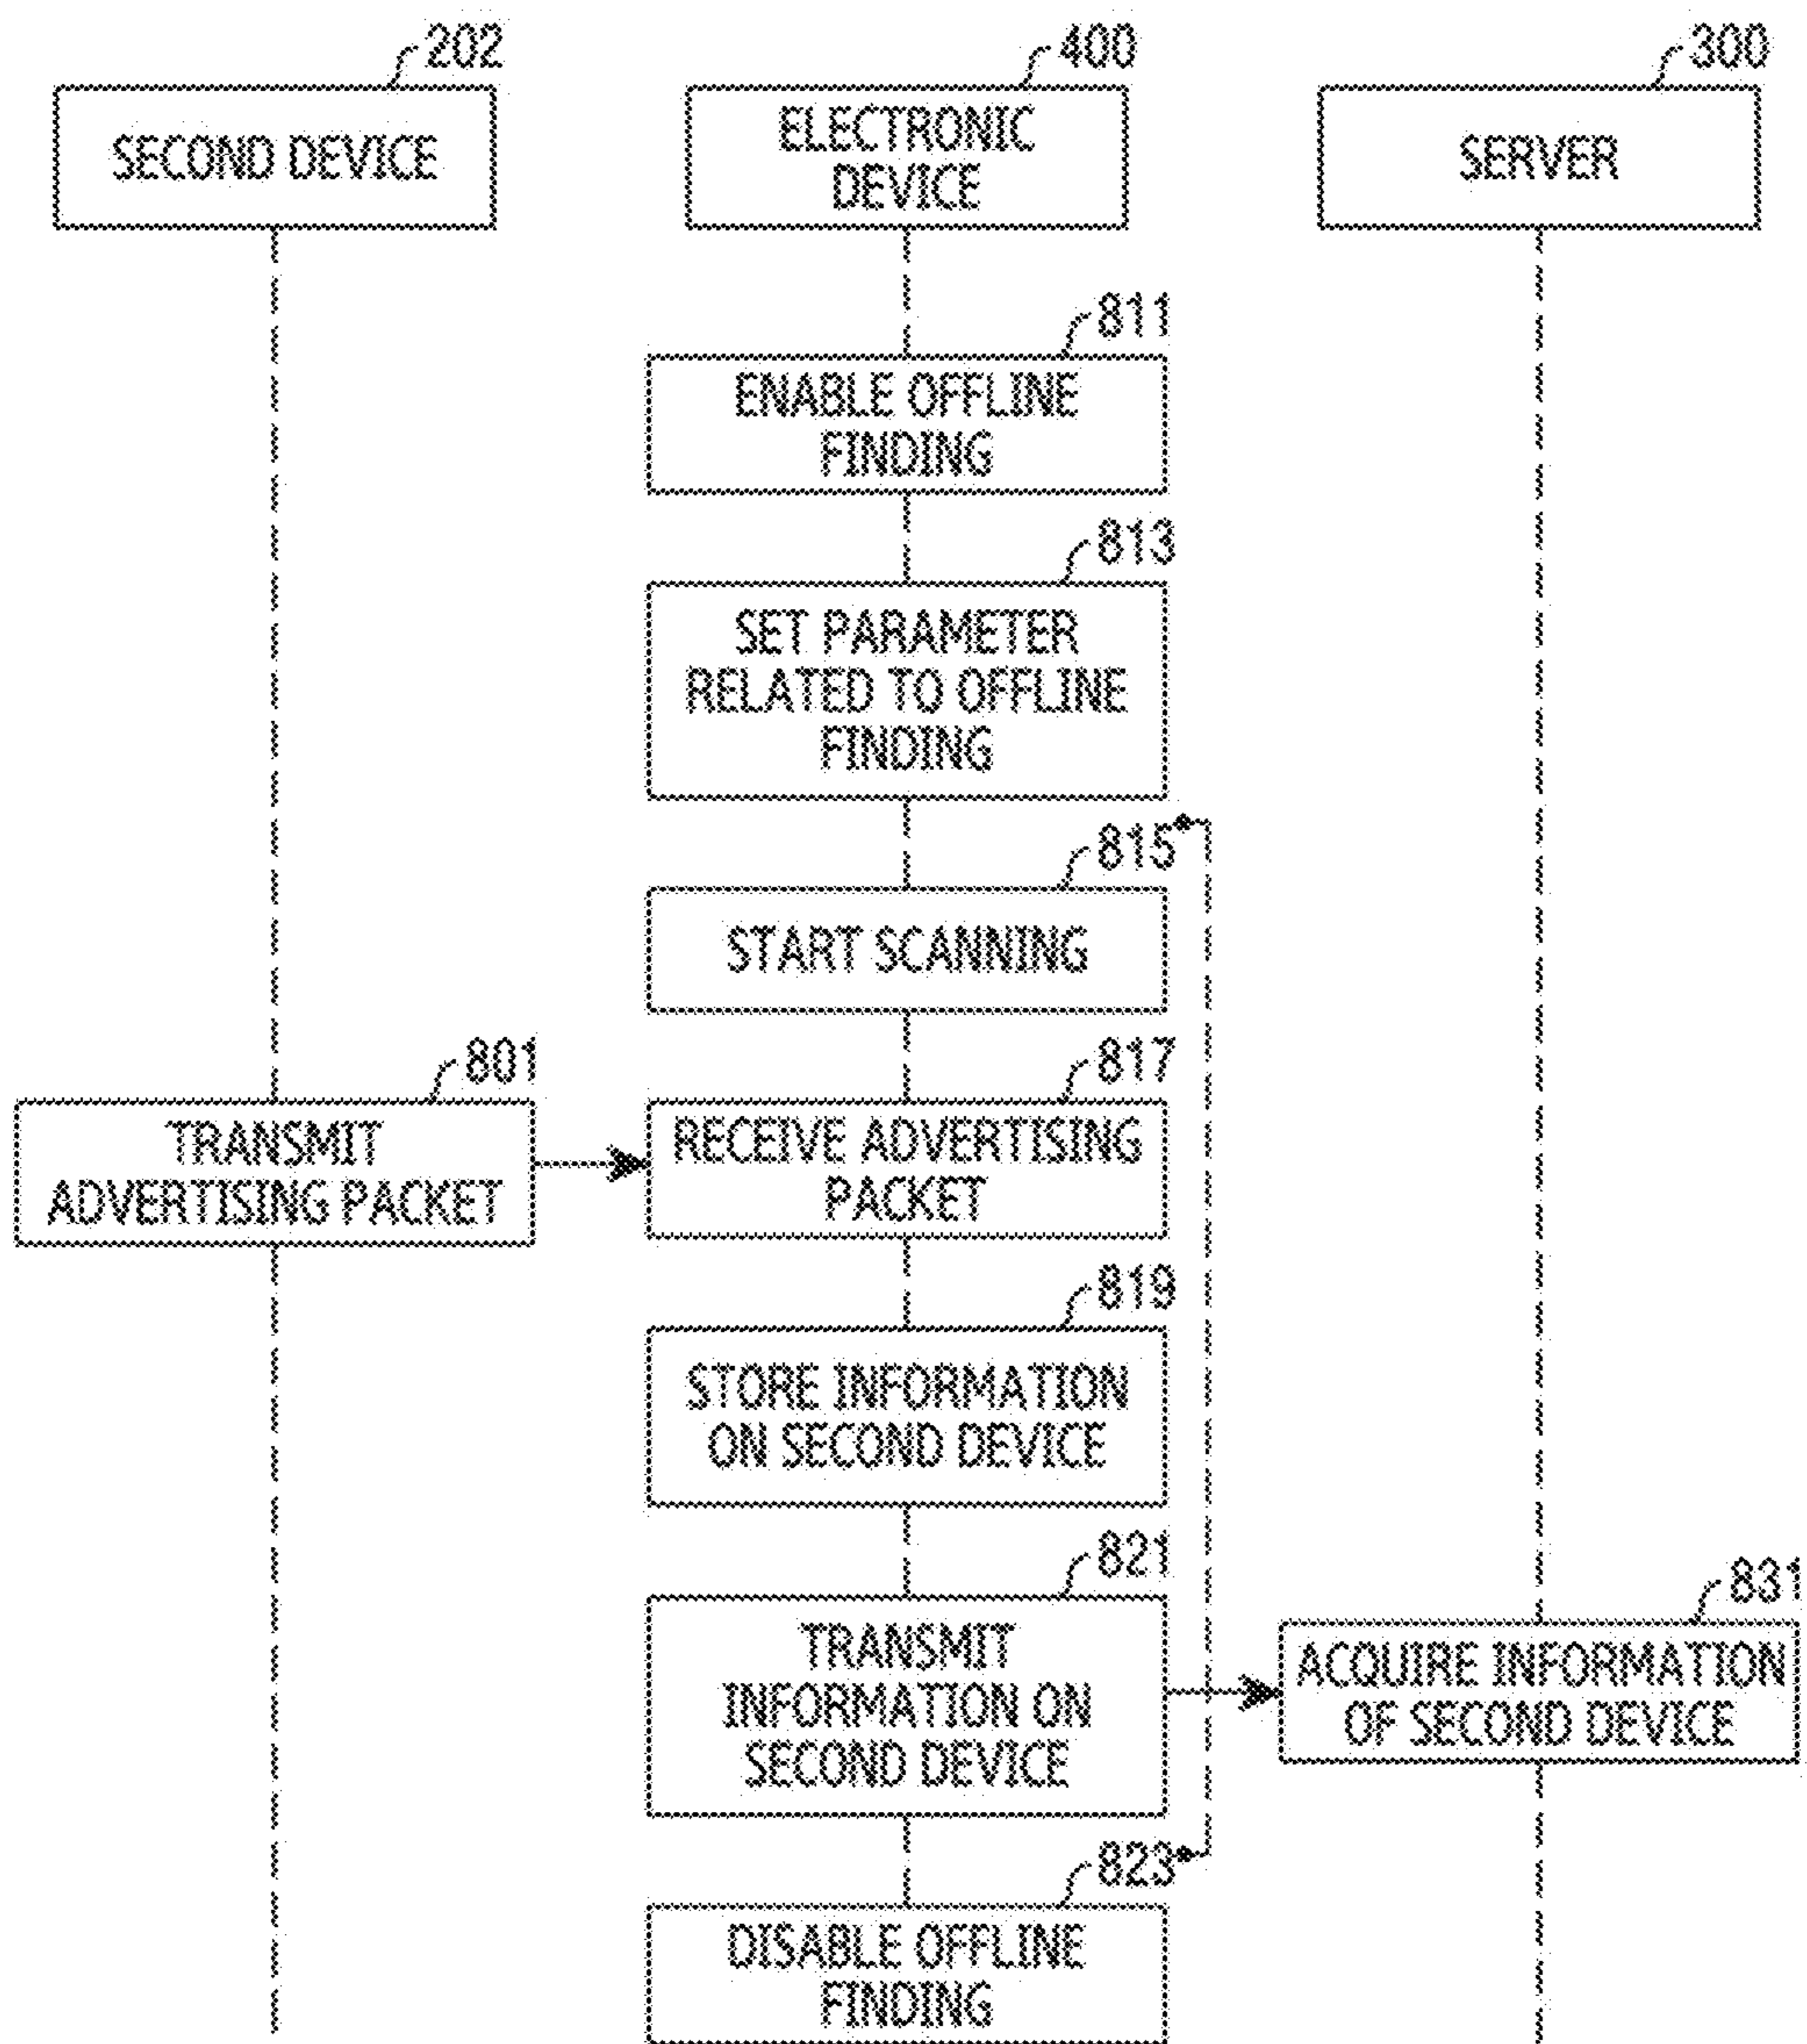 202
400
300
SECOND DEVICE
ELECTRONIC
DEVICE
SERVER
811
ENABLE OFFLINE
FINDING
813
SET PARAMETER
RELATED TO OFFLINE
FINDING
815
START SCANNING
801
817
TRANSMIT
ADVERTISING PACKET
RECEIVE ADVERTISING
PACKET
819
STORE INFORMATION
ON SECOND DEVICE
821
831
TRANSMIT
INFORMATION ON
SECOND DEVICE
ACQUIRE INFORMATION
OF SECOND DEVICE
823
DISABLE OFFLINE
FINDING